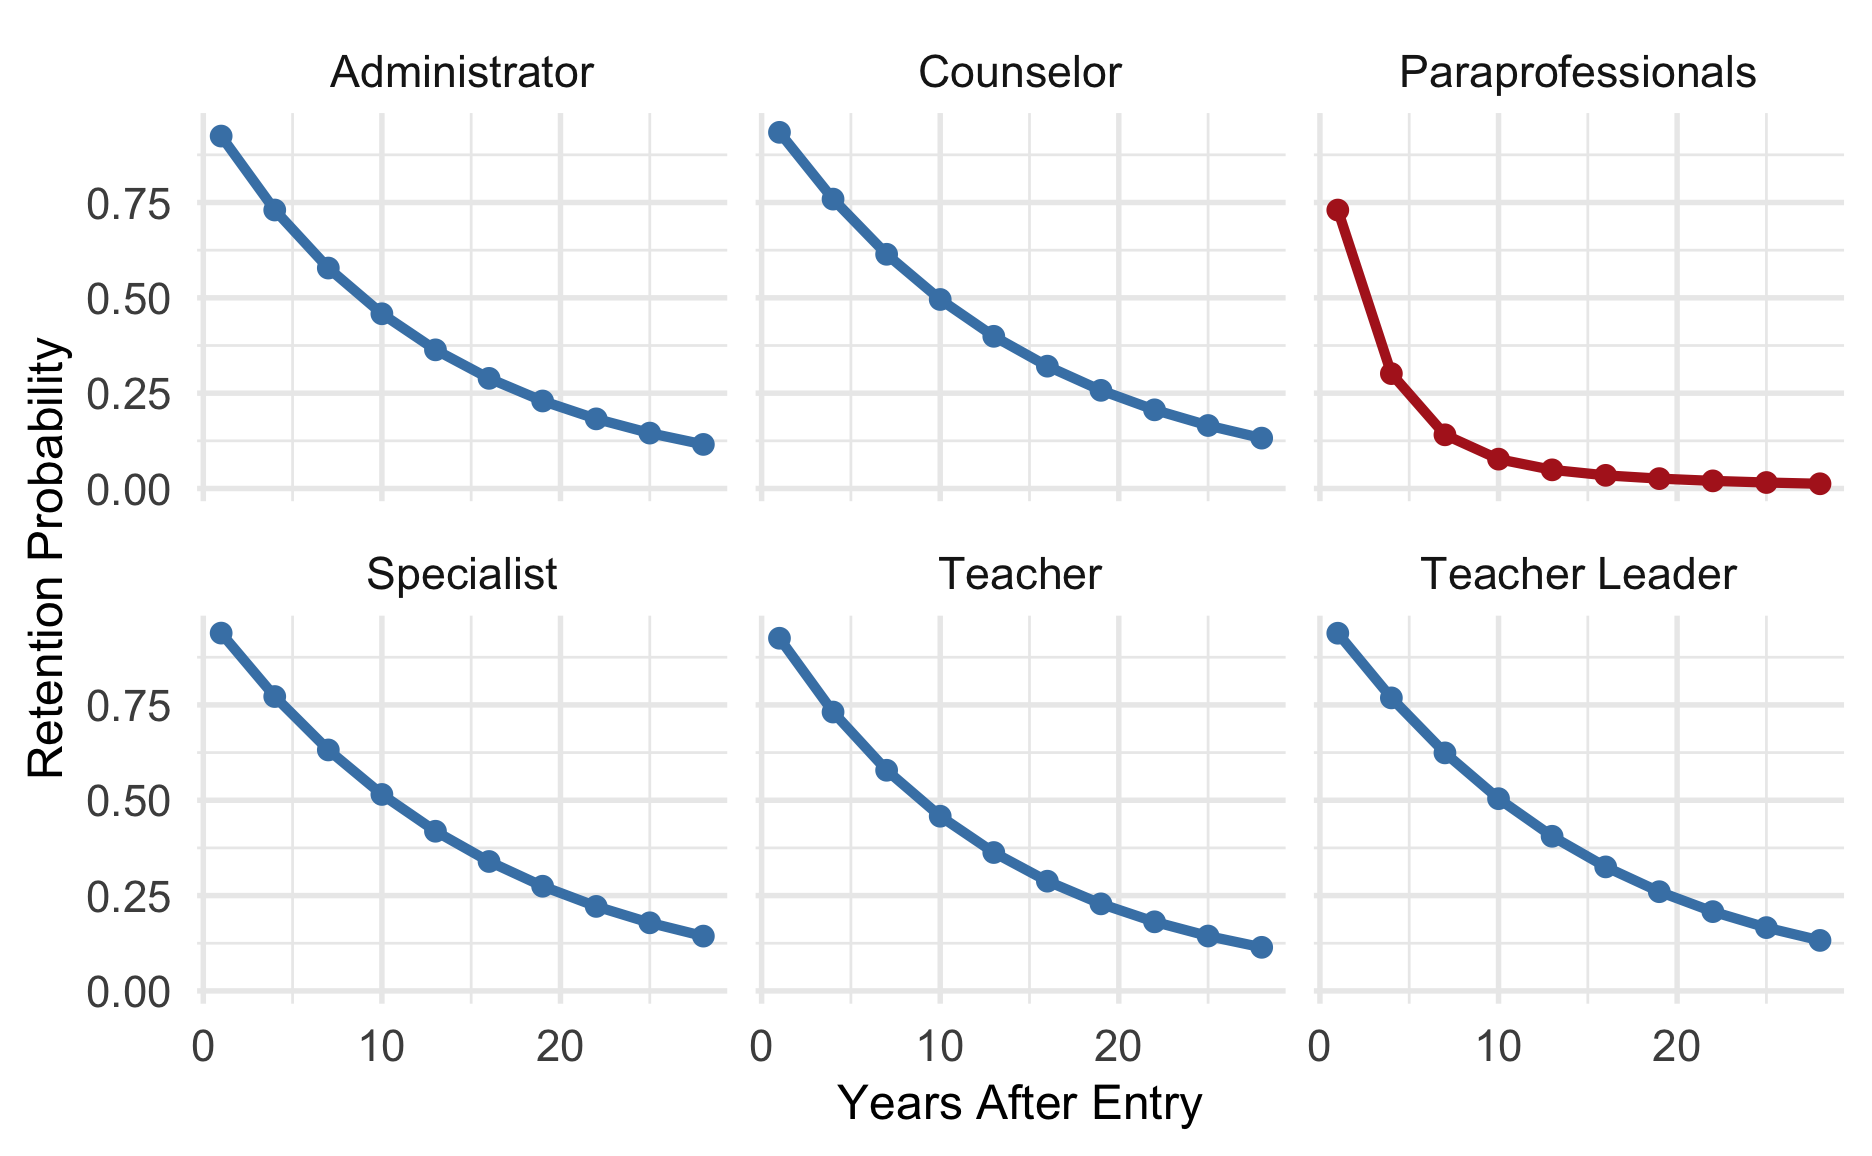 Administrator
Counselor
Paraprofessionals
0.75
0.50
0.25
0.00
Specialist
Teacher
Teacher Leader
0.75
0.50
0.25
0.00
0 10 20
0 10 20
0 10 20
Years After Entry
Retention Probability